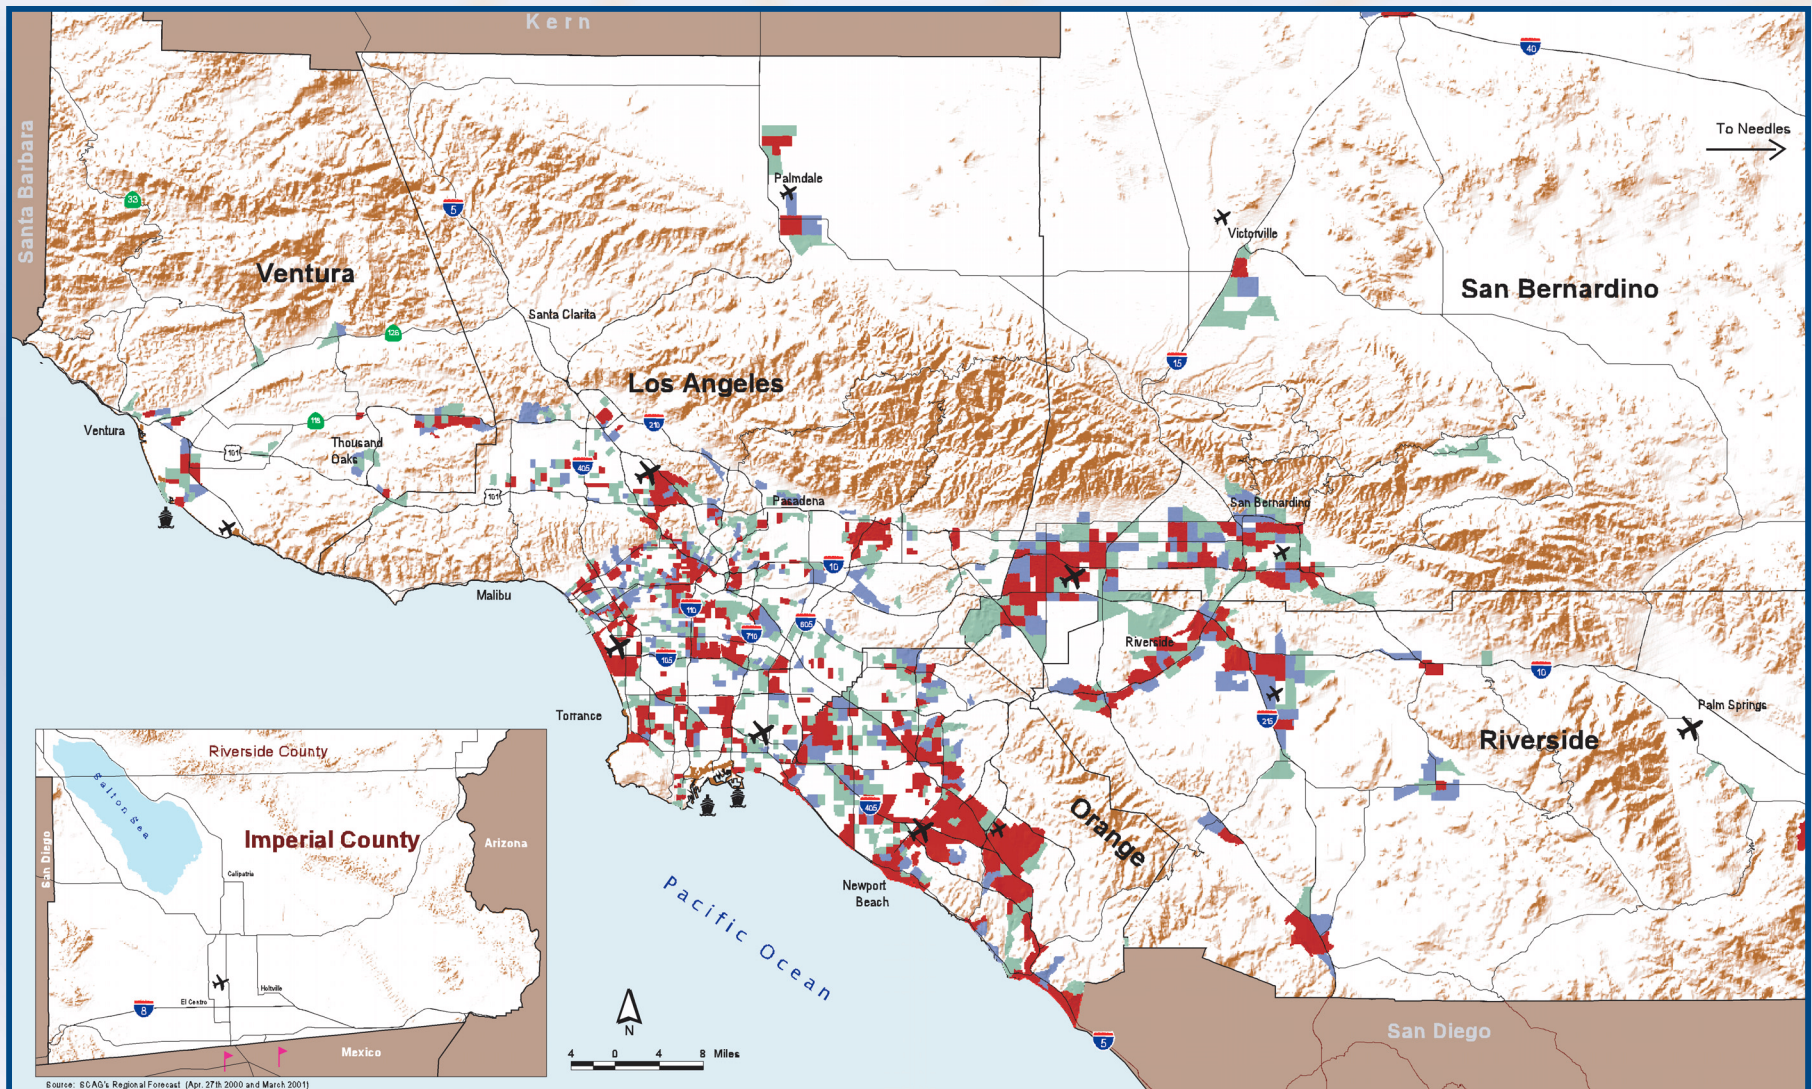 Kern
40
Santa Barbara
To Needles
Palmdale
33
5
Victorville
Ventura
San Bernardino
Santa Clarita
126
15
Los Angeles
210
118
Ventura
Thousand
Oaks
101
405
101
Pasadena
San Bernardino
10
Malibu
110
710
605
105
Riverside
10
Torrance
215
Palm Springs
Riverside
405
Orange
Newport
Beach
Pacific Ocean
San Diego
5
N
4 0 4 8 Miles
Riverside County
Salton Sea
Imperial County
Arizona
San Diego
Calipatria
El Centro
Holtville
8
Mexico
Source: SCAG's Regional Forecast (Apr. 27th 2000 and March 2001)